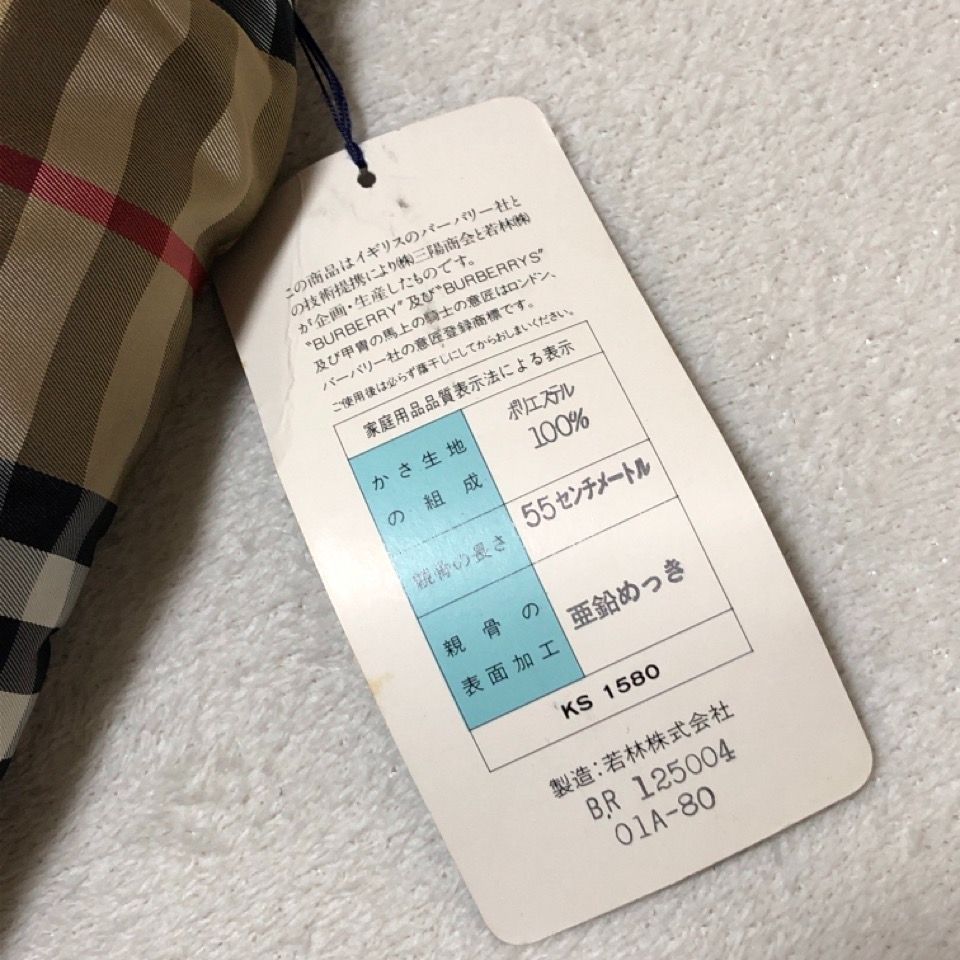 この商品はイギリスのバーバリー社と
の技術提携により㈱三陽商会と若林㈱
が企画・生産したものです。
"BURBERRY"及び"BURBERRYS"
及び甲冑の馬上の騎士の意匠はロンドン、
バーバリー社の意匠登録商標です。
ご使用後は必ず蔭干しにしてからおしまいください。
家庭用品品質表示法による表示
かさ生地
の組成
ポリエステル
100%
親骨の長さ
55センチメートル
親骨の
表面加工
亜鉛めっき
KS 1580
製造：若林株式会社
B.R 125004
01A-80